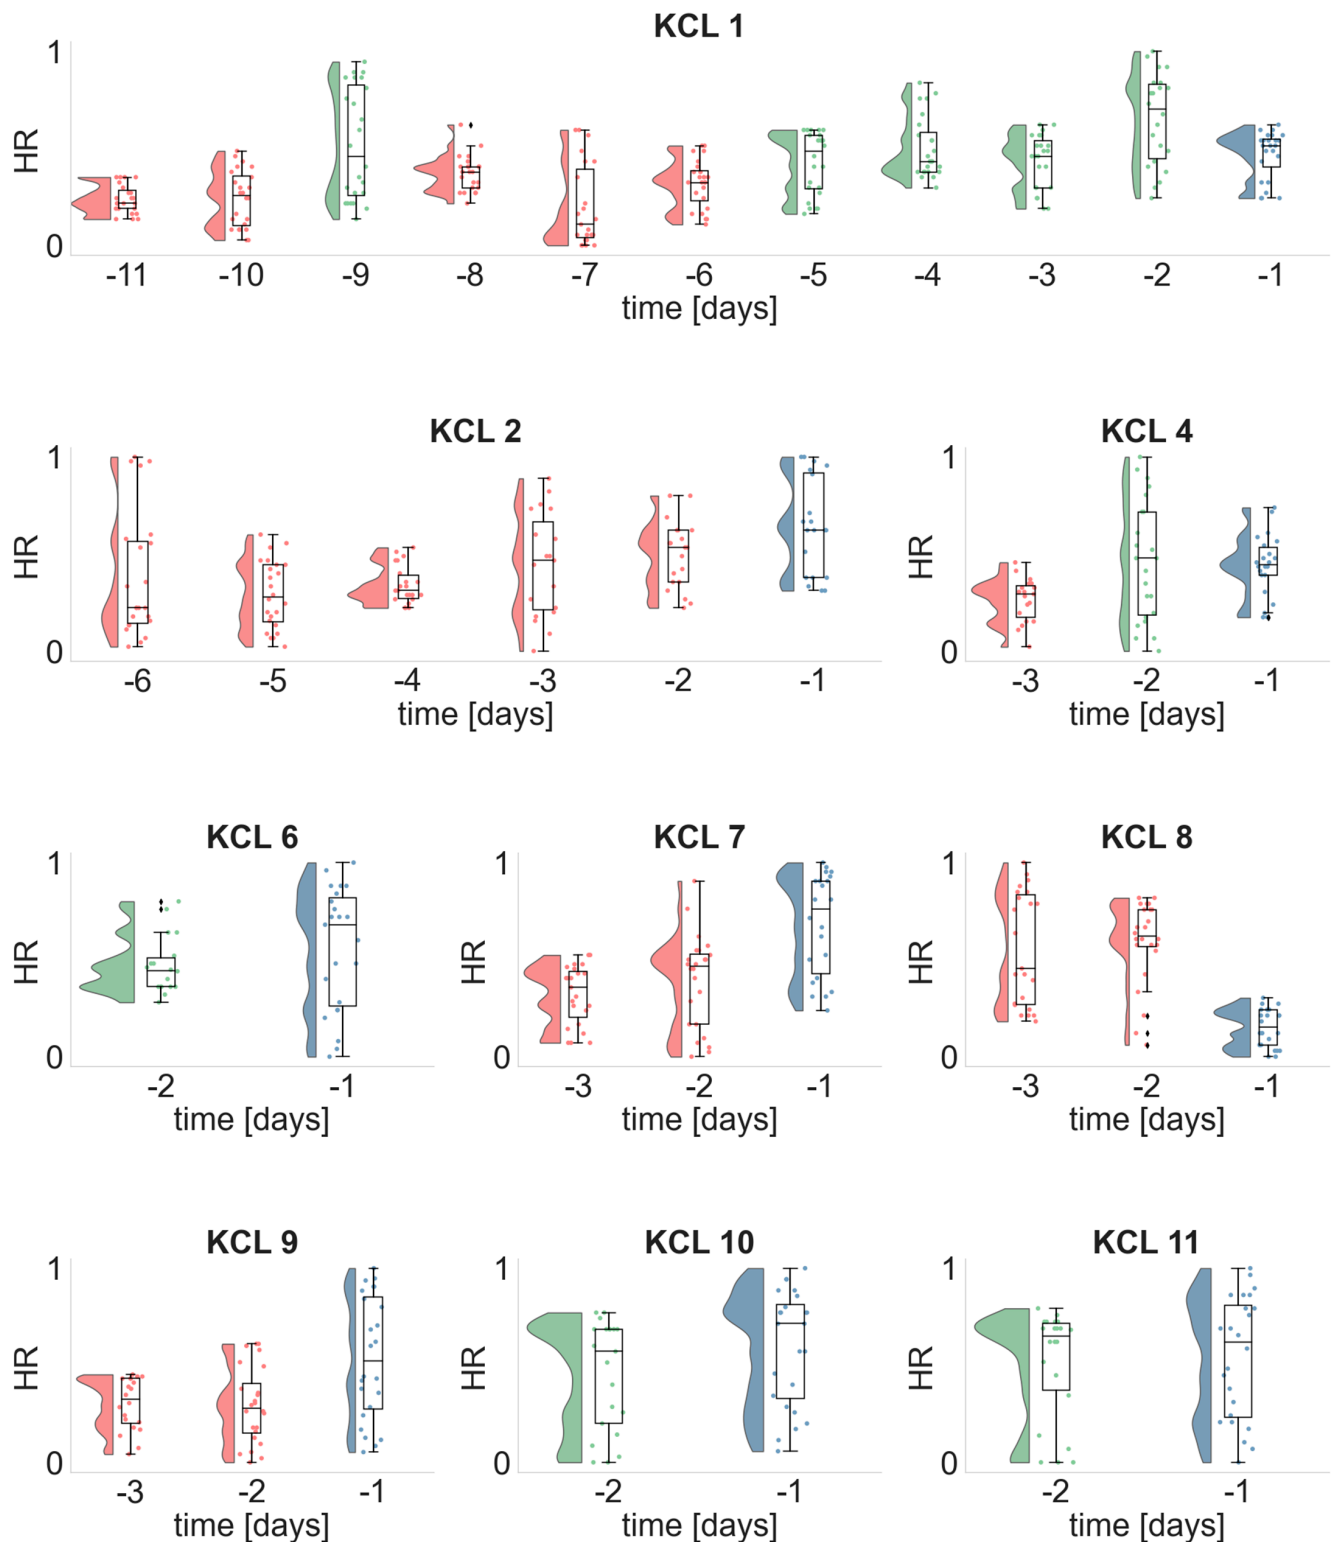 KCL 1
1
HR
0
-11 -10 -9 -8 -7 -6 -5 -4 -3 -2 -1
time [days]
KCL 2
1
HR
0
-6 -5 -4 -3 -2 -1
time [days]
KCL 4
1
HR
0
-3 -2 -1
time [days]
KCL 6
1
HR
0
-2 -1
time [days]
KCL 7
1
HR
0
-3 -2 -1
time [days]
KCL 8
1
HR
0
-3 -2 -1
time [days]
KCL 9
1
HR
0
-3 -2 -1
time [days]
KCL 10
1
HR
0
-2 -1
time [days]
KCL 11
1
HR
0
-2 -1
time [days]